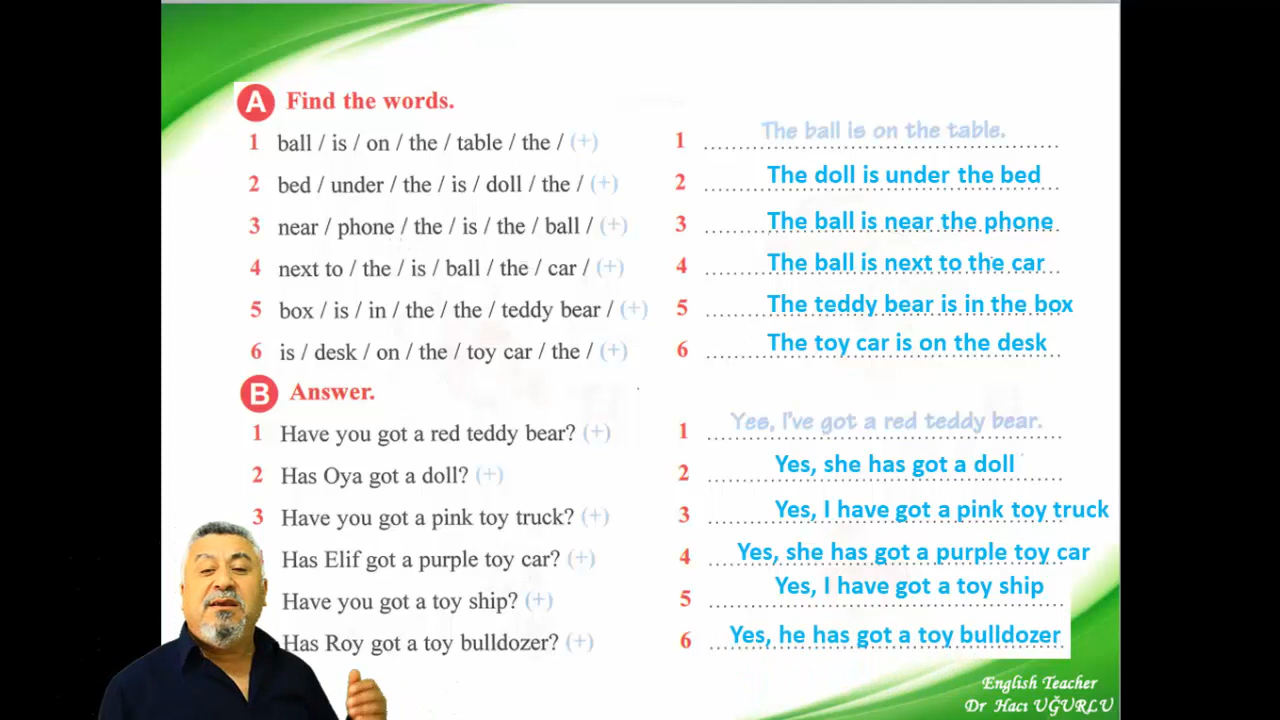 A Find the words.
1 ball / is / on / the / table / the / (+) 1 The ball is on the table.
2 bed / under / the / is / doll / the / (+) 2 The doll is under the bed
3 near / phone / the / is / the / ball / (+) 3 The ball is near the phone
4 next to / the / is / ball / the / car / (+) 4 The ball is next to the car
5 box / is / in / the / the / teddy bear / (+) 5 The teddy bear is in the box
6 is / desk / on / the / toy car / the / (+) 6 The toy car is on the desk
B Answer.
1 Have you got a red teddy bear? (+) 1 Yes, I've got a red teddy bear.
2 Has Oya got a doll? (+) 2 Yes, she has got a doll
3 Have you got a pink toy truck? (+) 3 Yes, I have got a pink toy truck
Has Elif got a purple toy car? (+) 4 Yes, she has got a purple toy car
Have you got a toy ship? (+) 5 Yes, I have got a toy ship
Has Roy got a toy bulldozer? (+) 6 Yes, he has got a toy bulldozer
English Teacher
Dr Hacı UĞURLU